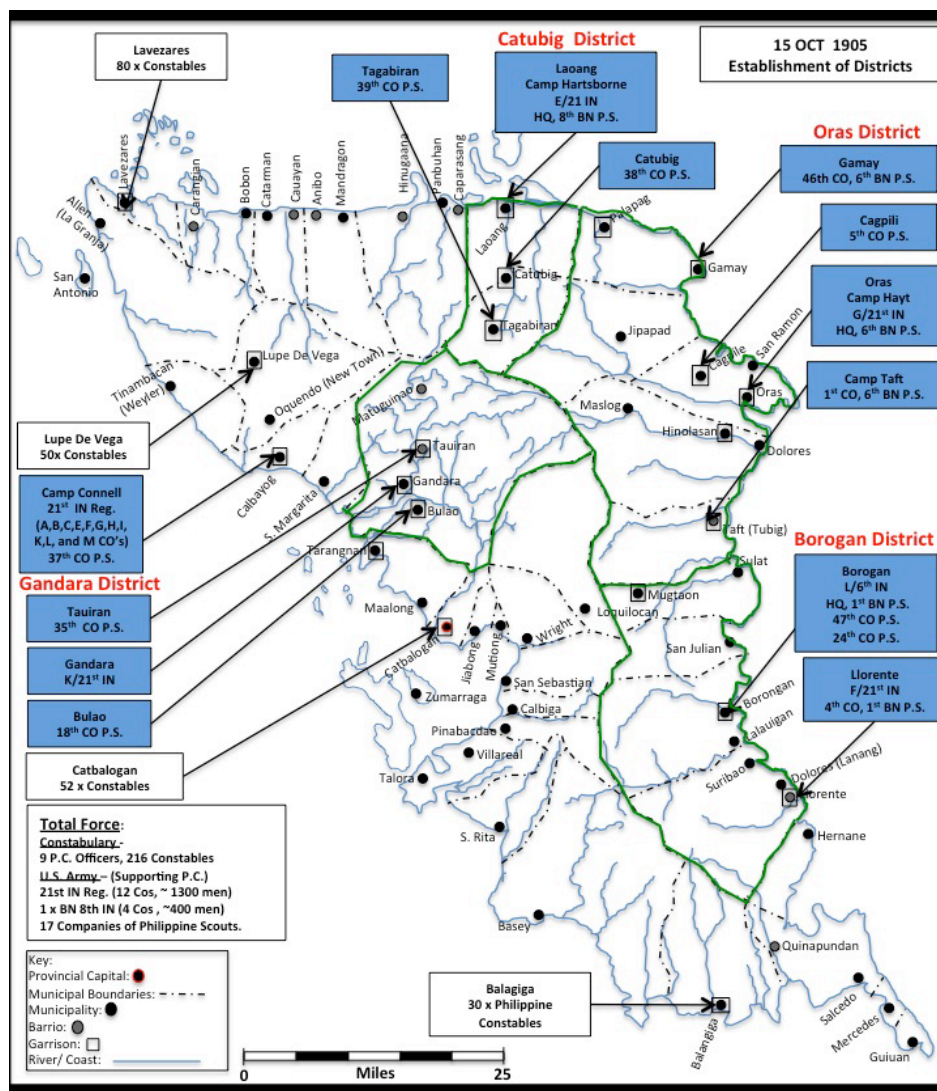 15 OCT 1905
Establishment of Districts
Lavezares
80 x Constables
Tagabiran
39th CO P.S.
Catubig District
Laoang
Camp Hartsborne
E/21 IN
HQ, 8th BN P.S.
Catubig
38th CO P.S.
Oras District
Gamay
46th CO, 6th BN P.S.
Cagpili
5th CO P.S.
Oras
Camp Hayt
G/21st IN
HQ, 6th BN P.S.
Camp Taft
1st CO, 6th BN P.S.
Borogan District
Borogan
L/6th IN
HQ, 1st BN P.S.
47th CO P.S.
24th CO P.S.
Llorente
F/21st IN
4th CO, 1st BN P.S.
Lupe De Vega
50x Constables
Camp Connell
21st IN Reg.
(A,B,C,E,F,G,H,I,
K,L, and M CO's)
37th CO P.S.
Gandara District
Tauiran
35th CO P.S.
Gandara
K/21st IN
Bulao
18th CO P.S.
Catbalogan
52 x Constables
Balagiga
30 x Philippine
Constables
Lavezares
Allen
(La Granja)
San
Antonio
Carangian
Bobon
Catarman
Cauayan
Anibo
Mandragon
Hinugaana
Panbuhan
Caparasang
Laoang
Palapag
Catubig
Gamay
Tagabiran
Jipapad
San Ramon
Cagpile
Oras
Lupe De Vega
Tinambacan
(Weyler)
Oquendo (New Town)
Matuguinao
Maslog
Hinolasan
Dolores
Tauiran
Gandara
Bulao
Calbayog
S. Margarita
Tarangnan
Taft (Tubig)
Sulat
Mugtaon
Loquilocan
Maalong
Catbalogan
Jiabong
Mutiong
Wright
San Julian
San Sebastian
Zumarraga
Calbiga
Borongan
Pinabacdao
Lalauigan
Villareal
Suribao
Dolores (Lanang)
Talora
Llorente
S. Rita
Hernane
Basey
Quinapundan
Salcedo
Balangiga
Mercedes
Guiuan
Total Force:
Constabulary -
9 P.C. Officers, 216 Constables
U.S. Army – (Supporting P.C.)
21st IN Reg. (12 Cos, ~ 1300 men)
1 x BN 8th IN (4 Cos , ~400 men)
17 Companies of Philippine Scouts.
Key:
Provincial Capital:
Municipal Boundaries:
Municipality:
Barrio:
Garrison:
River/ Coast:
0 Miles 25